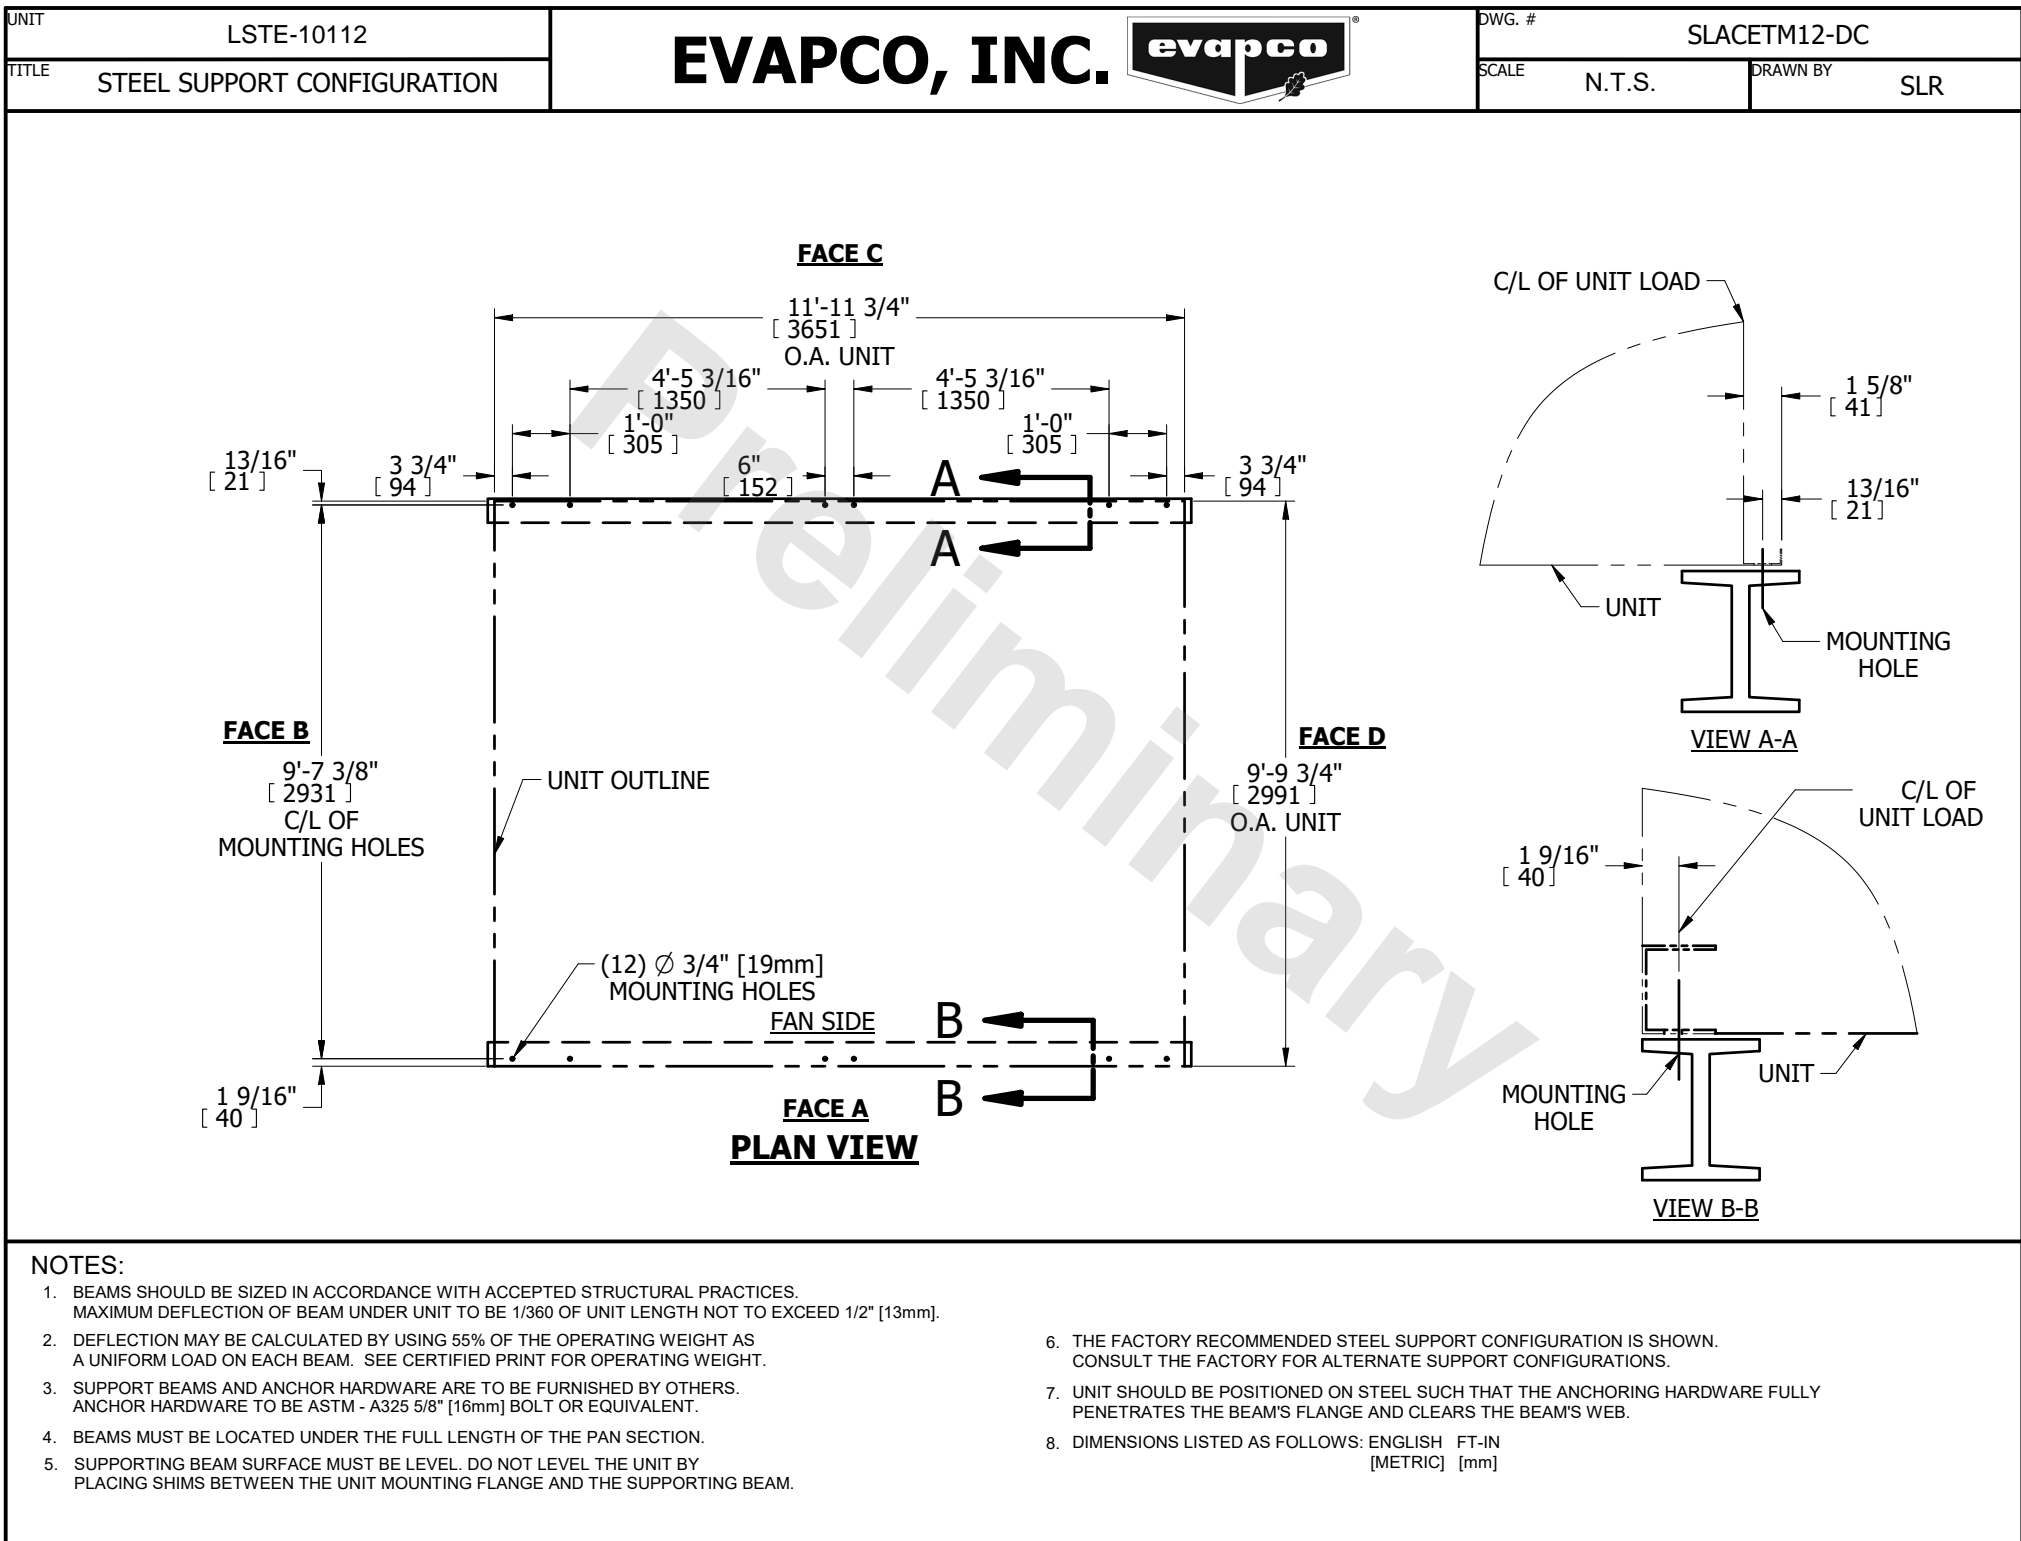 UNIT
LSTE-10112
TITLE
STEEL SUPPORT CONFIGURATION
EVAPCO, INC.
evapco
®
DWG. #
SLACETM12-DC
SCALE
N.T.S.
DRAWN BY
SLR
FACE C
11'-11 3/4"
[ 3651 ]
O.A. UNIT
4'-5 3/16"
[ 1350 ]
4'-5 3/16"
[ 1350 ]
1'-0"
[ 305 ]
1'-0"
[ 305 ]
13/16"
[ 21 ]
3 3/4"
[ 94 ]
6"
[ 152 ]
3 3/4"
[ 94 ]
A
A
FACE B
9'-7 3/8"
[ 2931 ]
C/L OF
MOUNTING HOLES
UNIT OUTLINE
FACE D
9'-9 3/4"
[ 2991 ]
O.A. UNIT
(12) Ø 3/4" [19mm]
MOUNTING HOLES
FAN SIDE
B
B
1 9/16"
[ 40 ]
FACE A
PLAN VIEW
Preliminary
C/L OF UNIT LOAD
1 5/8"
[ 41 ]
13/16"
[ 21 ]
UNIT
MOUNTING
HOLE
VIEW A-A
C/L OF
UNIT LOAD
1 9/16"
[ 40 ]
UNIT
MOUNTING
HOLE
VIEW B-B
NOTES:
1. BEAMS SHOULD BE SIZED IN ACCORDANCE WITH ACCEPTED STRUCTURAL PRACTICES.
MAXIMUM DEFLECTION OF BEAM UNDER UNIT TO BE 1/360 OF UNIT LENGTH NOT TO EXCEED 1/2" [13mm].
2. DEFLECTION MAY BE CALCULATED BY USING 55% OF THE OPERATING WEIGHT AS
A UNIFORM LOAD ON EACH BEAM. SEE CERTIFIED PRINT FOR OPERATING WEIGHT.
3. SUPPORT BEAMS AND ANCHOR HARDWARE ARE TO BE FURNISHED BY OTHERS.
ANCHOR HARDWARE TO BE ASTM - A325 5/8" [16mm] BOLT OR EQUIVALENT.
4. BEAMS MUST BE LOCATED UNDER THE FULL LENGTH OF THE PAN SECTION.
5. SUPPORTING BEAM SURFACE MUST BE LEVEL. DO NOT LEVEL THE UNIT BY
PLACING SHIMS BETWEEN THE UNIT MOUNTING FLANGE AND THE SUPPORTING BEAM.
6. THE FACTORY RECOMMENDED STEEL SUPPORT CONFIGURATION IS SHOWN.
CONSULT THE FACTORY FOR ALTERNATE SUPPORT CONFIGURATIONS.
7. UNIT SHOULD BE POSITIONED ON STEEL SUCH THAT THE ANCHORING HARDWARE FULLY
PENETRATES THE BEAM'S FLANGE AND CLEARS THE BEAM'S WEB.
8. DIMENSIONS LISTED AS FOLLOWS: ENGLISH FT-IN
[METRIC] [mm]